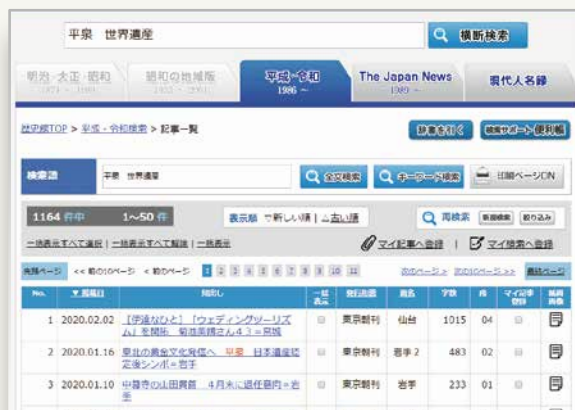 平泉 世界遺産
横断検索
明治・大正・昭和
昭和の地域版
平成・令和
1986 ～
The Japan News
1989 ～
現代人名録
歴史館TOP > 平成・令和検索 > 記事一覧
辞書を引く
検索サポート便利帳
検索語
平泉 世界遺産
全文検索
キーワード検索
印刷ページON
1164 件中 1～50 件
表示順 ▽新しい順 | △古い順
再検索
新規検索
絞り込み
一括表示すべて選択 | 一括表示すべて解除 | 一括表示
マイ記事へ登録 | マイ検索へ登録
先頭ページ << 前の10ページ < 前のページ 1 2 3 4 5 6 7 8 9 10 11 次のページ > 次の10ページ >> 最終ページ
No. ▼掲載日 見出し 一括表示 発行形態 面名 字数 頁 マイ記事登録 紙面画像
1 2020.02.02 [伊達なひと]「ウェディングツーリズ 東京朝刊 仙台 1015 04
ム」を開拓
2 2020.01.16 東北の黄金文化発信へ 平泉 日本遺産認 東京朝刊 岩手2 483 02
定後シンポ＝岩手
3 2020.01.10 中尊寺の山田貫首 4月末に退任意向＝岩 東京朝刊 岩手 233 01
手